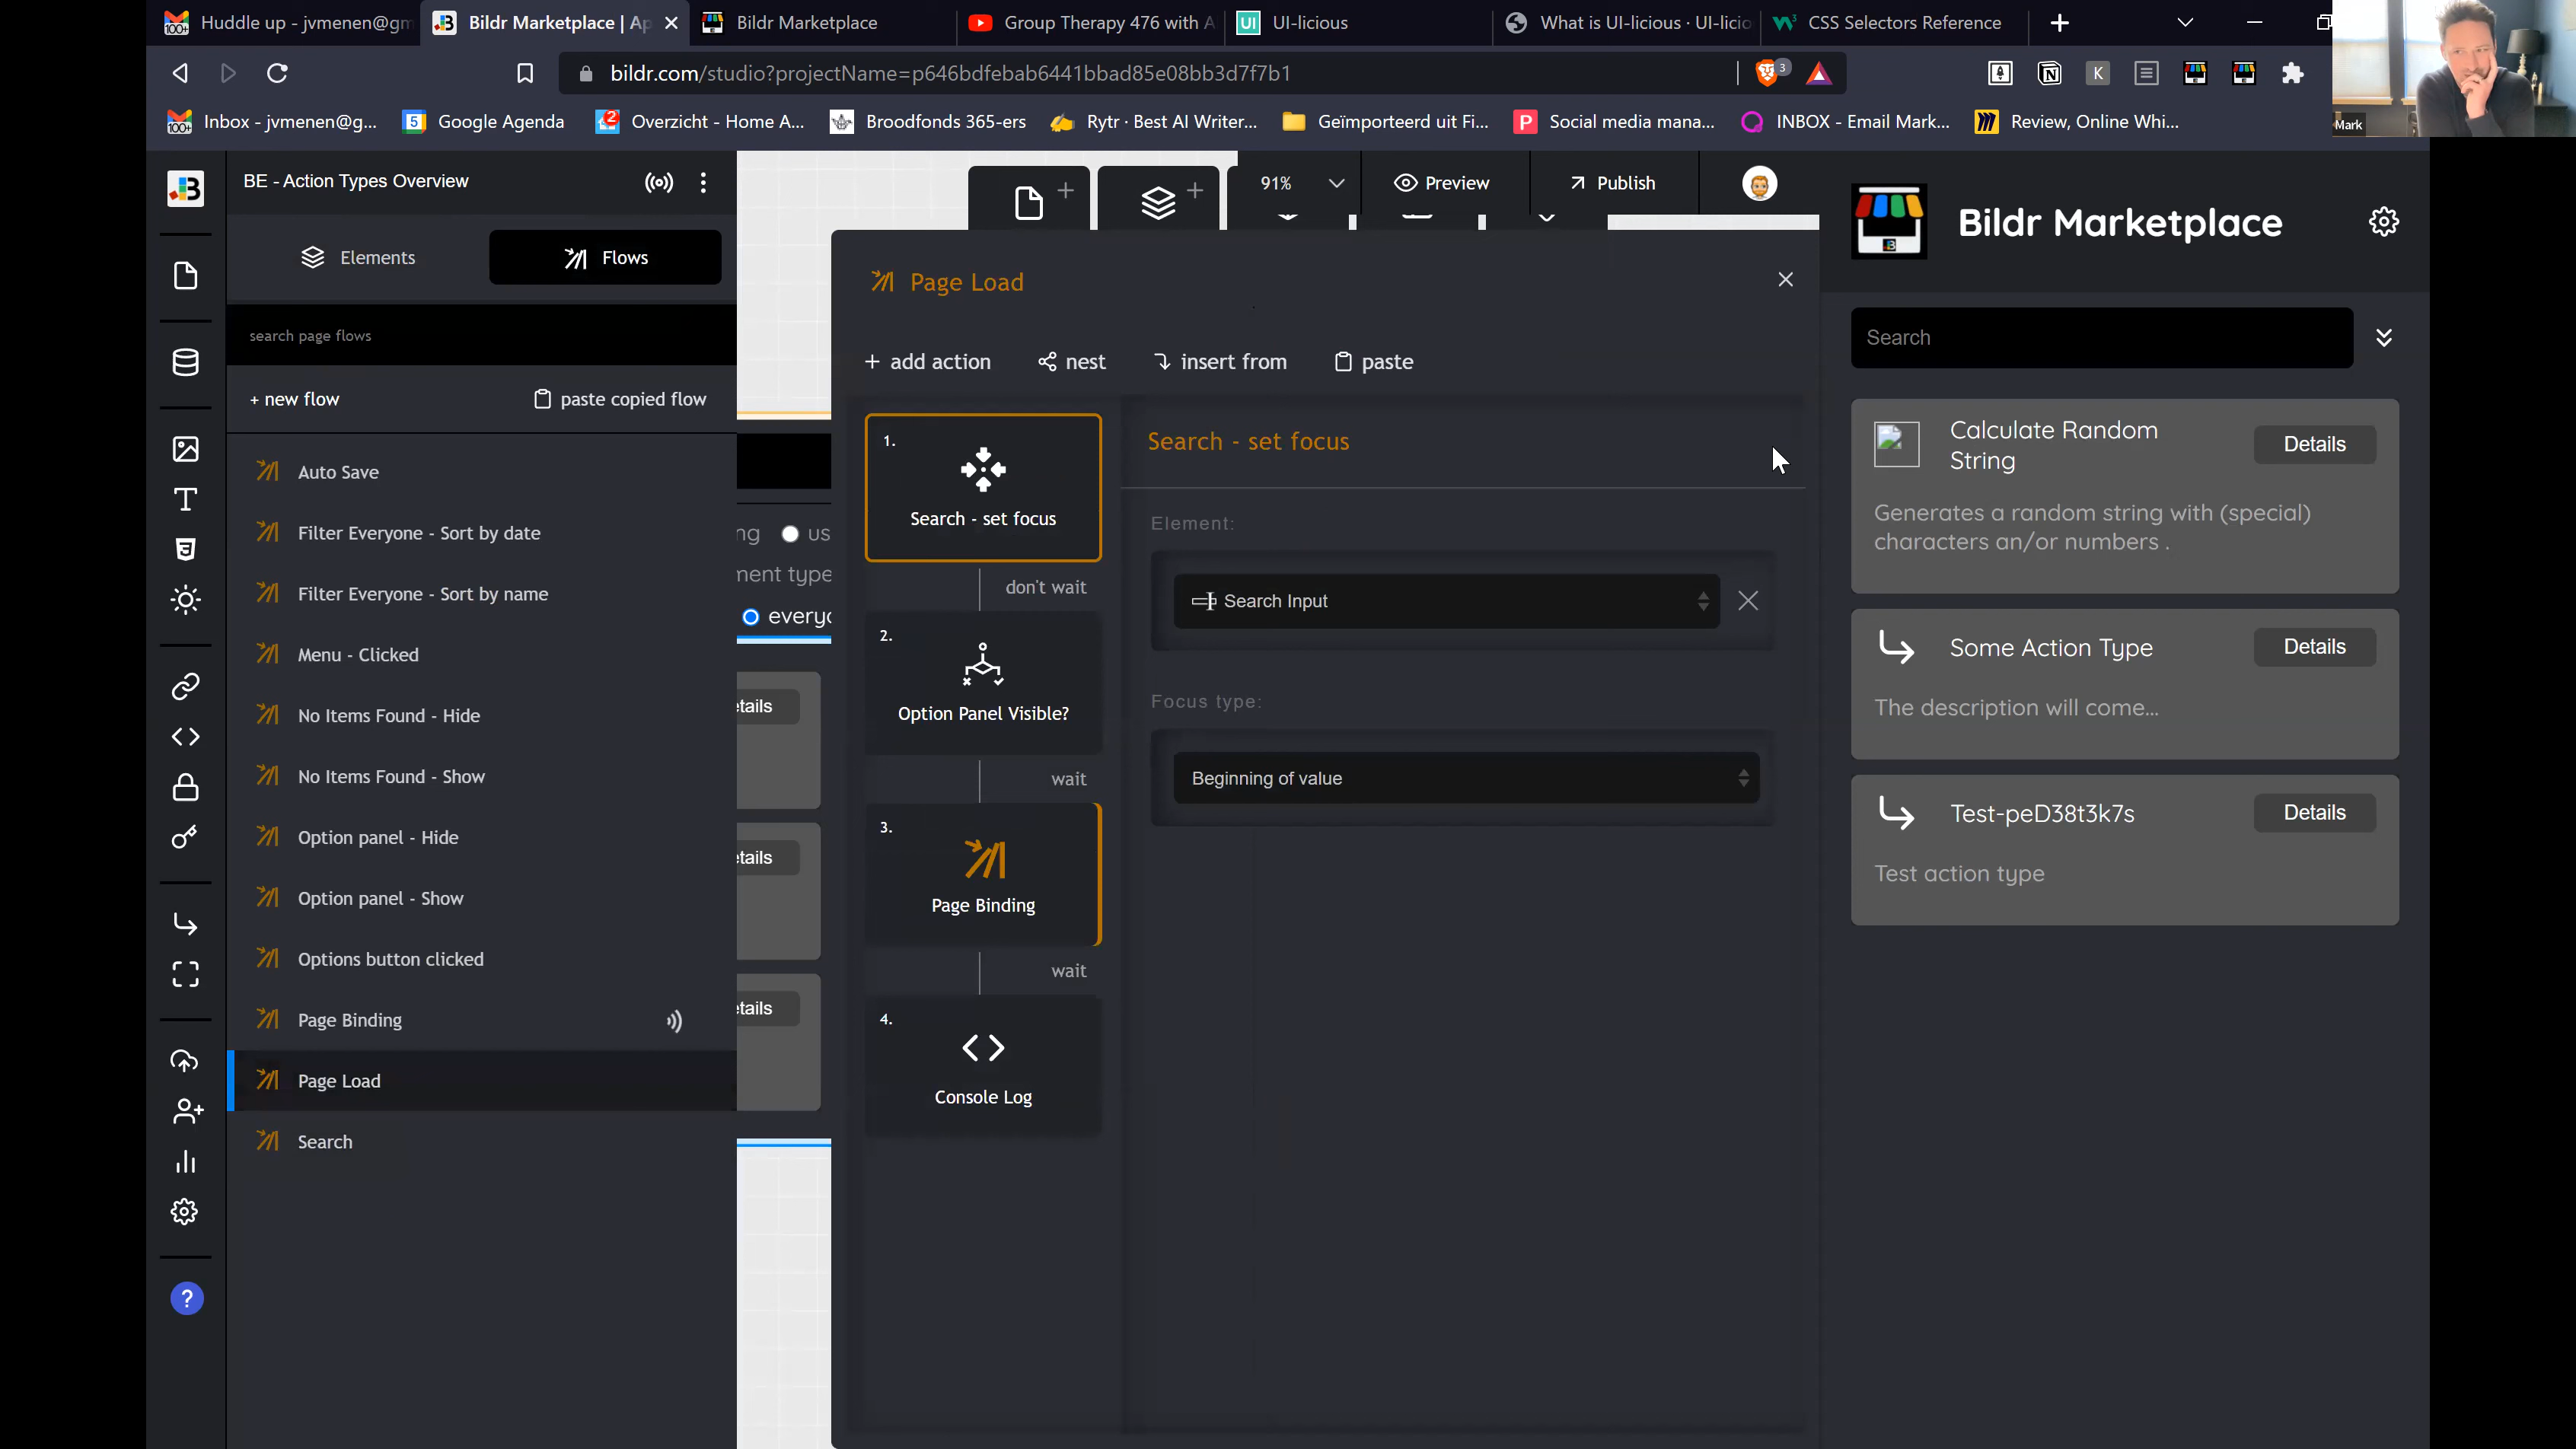 Huddle up - jvmenen@gm
Bildr Marketplace | Ap
Bildr Marketplace
Group Therapy 476 with A
UI-licious
What is UI-licious · UI-licio
CSS Selectors Reference
bildr.com/studio?projectName=p646bdfebab6441bbad85e08bb3d7f7b1
3
Mark
Inbox - jvmenen@g...
Google Agenda
Overzicht - Home A...
Broodfonds 365-ers
Rytr · Best AI Writer...
Geïmporteerd uit Fi...
Social media mana...
INBOX - Email Mark...
Review, Online Whi...
BE - Action Types Overview
91%
Preview
Publish
Elements
Flows
search page flows
+ new flow
paste copied flow
Auto Save
Filter Everyone - Sort by date
Filter Everyone - Sort by name
Menu - Clicked
No Items Found - Hide
No Items Found - Show
Option panel - Hide
Option panel - Show
Options button clicked
Page Binding
Page Load
Search
ng
us
ment type
everyo
etails
etails
etails
Page Load
+ add action
nest
insert from
paste
1.
Search - set focus
don't wait
2.
Option Panel Visible?
wait
3.
Page Binding
wait
4.
Console Log
Search - set focus
Element:
Search Input
Focus type:
Beginning of value
Bildr Marketplace
Search
Calculate Random
String
Details
Generates a random string with (special)
characters an/or numbers .
Some Action Type
Details
The description will come...
Test-peD38t3k7s
Details
Test action type